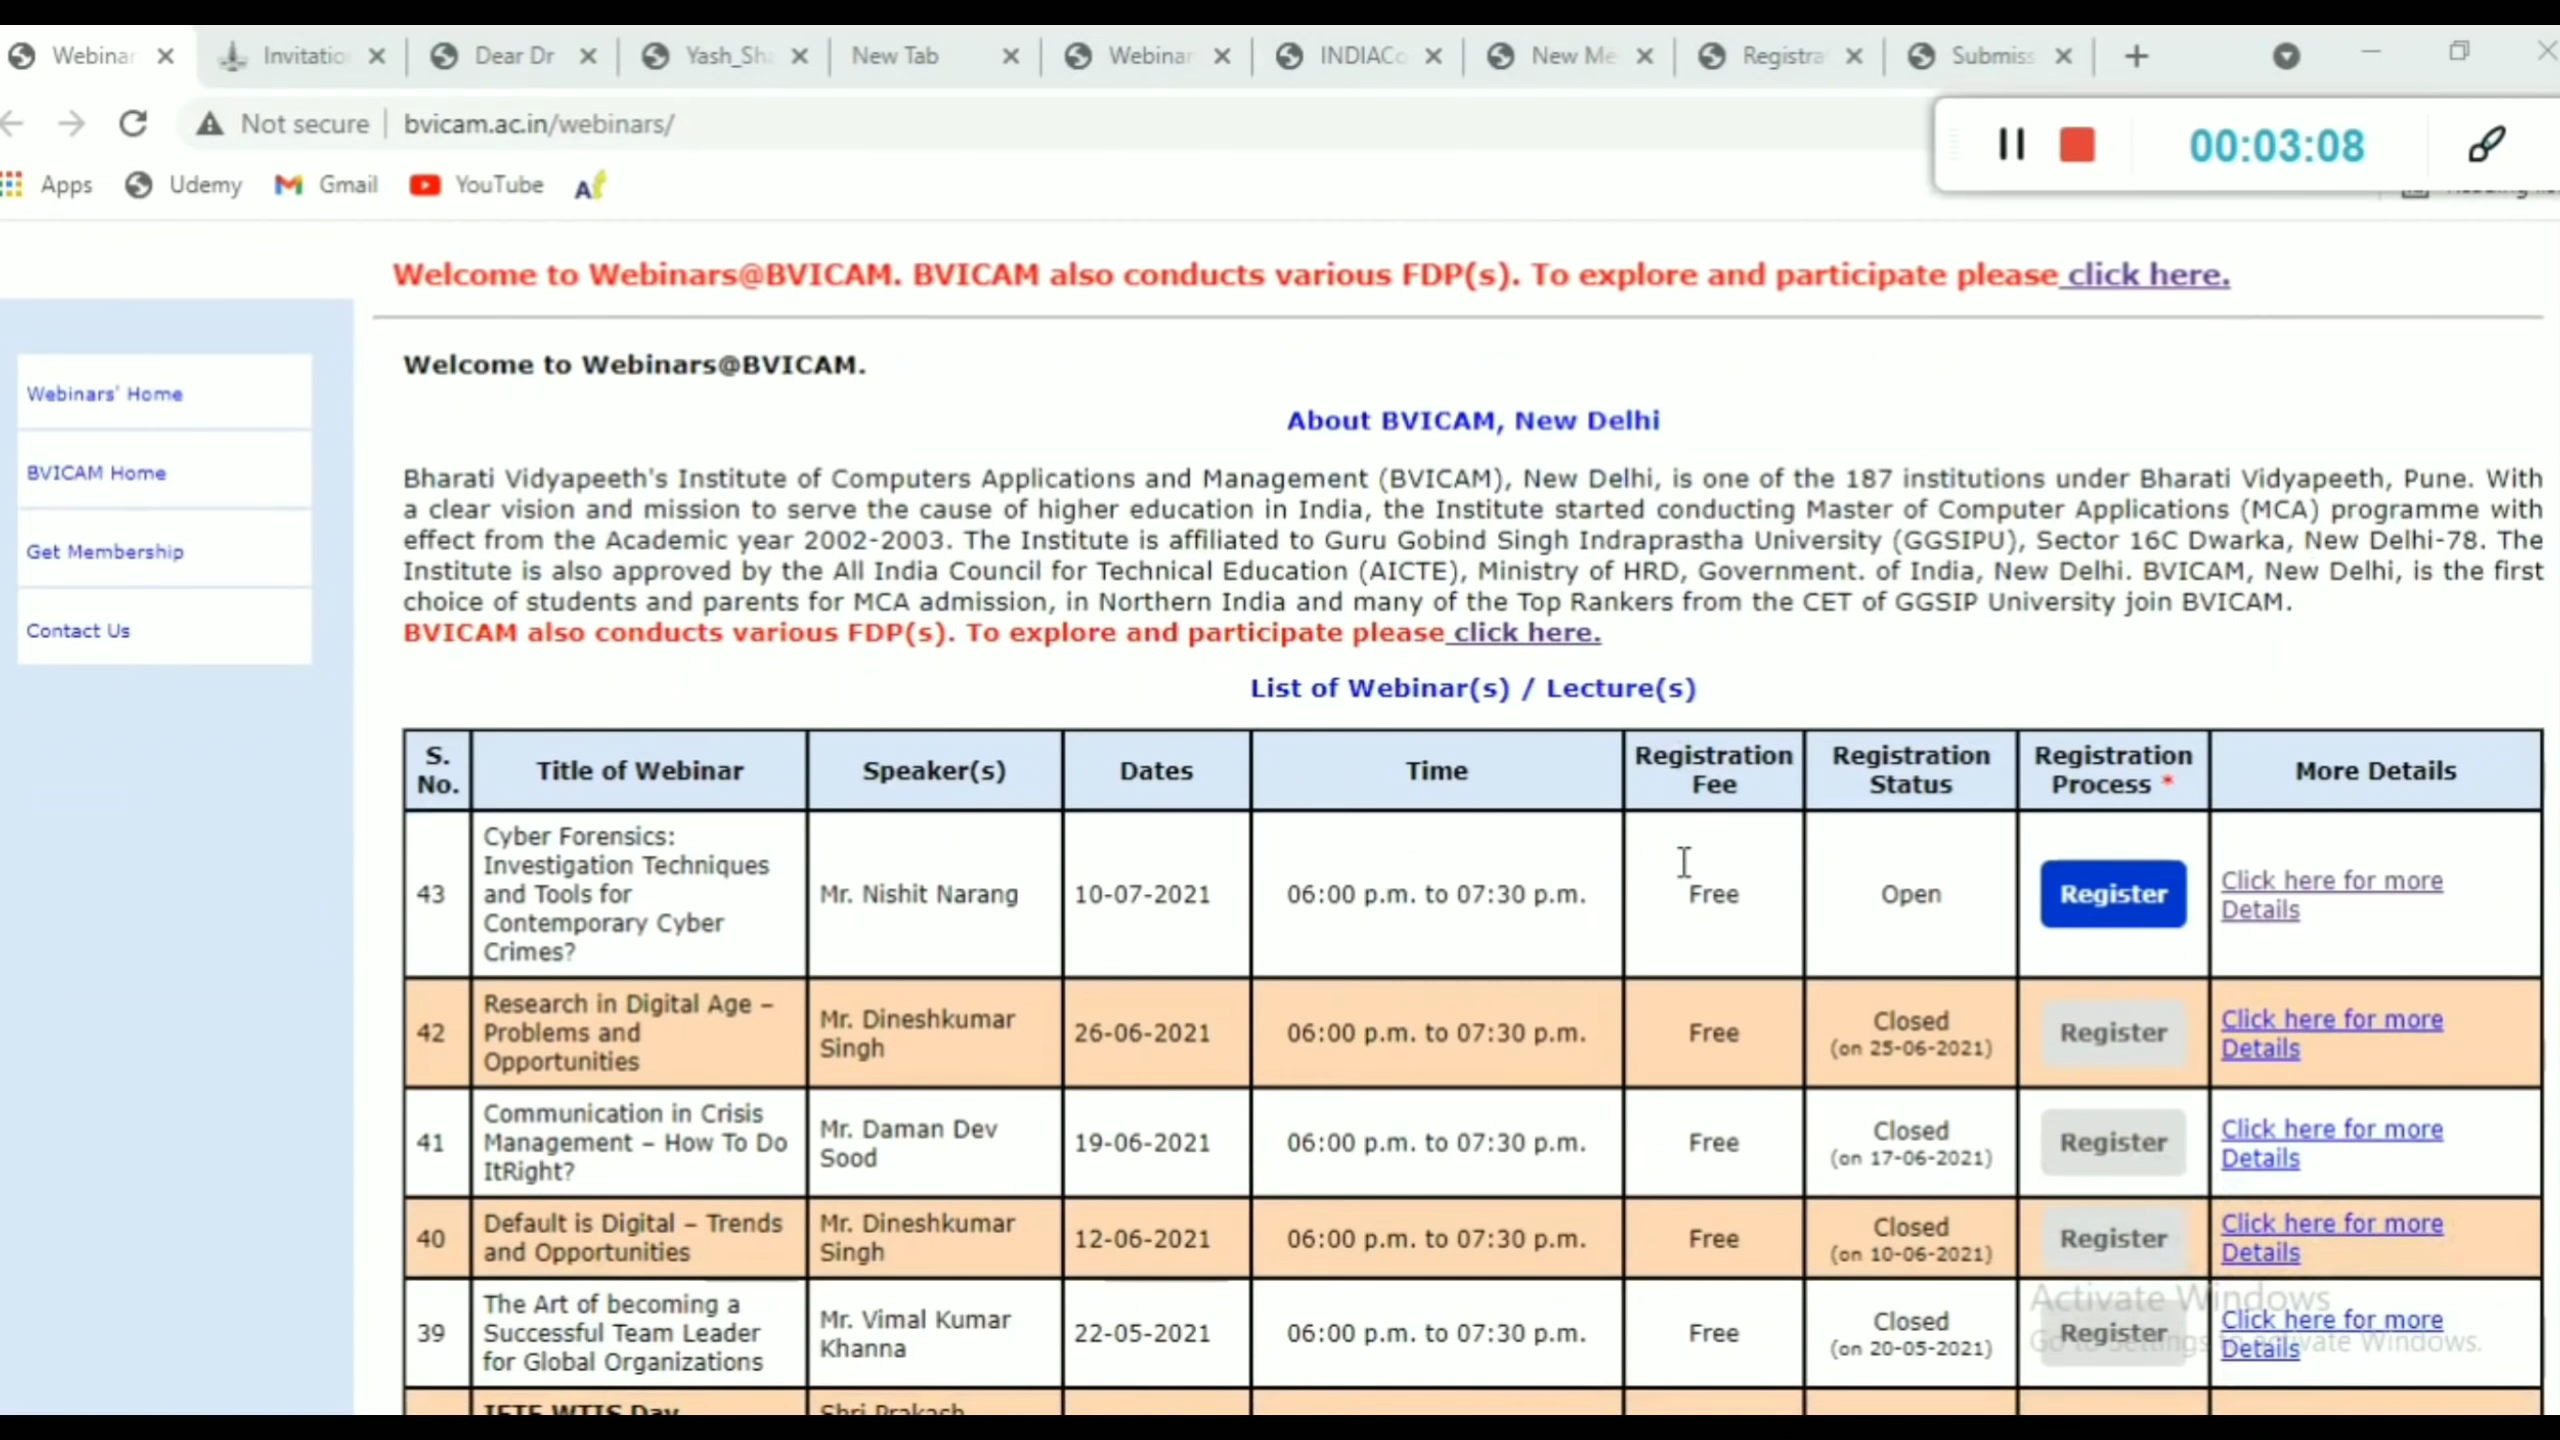 Webinar
Invitatio
Dear Dr
Yash_Sha
New Tab
Webinar
INDIACo
New Me
Registra
Submiss
Not secure
bvicam.ac.in/webinars/
00:03:08
Apps
Udemy
Gmail
YouTube
Welcome to Webinars@BVICAM. BVICAM also conducts various FDP(s). To explore and participate please click here.
Webinars' Home
BVICAM Home
Get Membership
Contact Us
Welcome to Webinars@BVICAM.
About BVICAM, New Delhi
Bharati Vidyapeeth's Institute of Computers Applications and Management (BVICAM), New Delhi, is one of the 187 institutions under Bharati Vidyapeeth, Pune. With
a clear vision and mission to serve the cause of higher education in India, the Institute started conducting Master of Computer Applications (MCA) programme with
effect from the Academic year 2002-2003. The Institute is affiliated to Guru Gobind Singh Indraprastha University (GGSIPU), Sector 16C Dwarka, New Delhi-78. The
Institute is also approved by the All India Council for Technical Education (AICTE), Ministry of HRD, Government. of India, New Delhi. BVICAM, New Delhi, is the first
choice of students and parents for MCA admission, in Northern India and many of the Top Rankers from the CET of GGSIP University join BVICAM.
BVICAM also conducts various FDP(s). To explore and participate please click here.
List of Webinar(s) / Lecture(s)
S.
No.
Title of Webinar
Speaker(s)
Dates
Time
Registration
Fee
Registration
Status
Registration
Process *
More Details
43
Cyber Forensics:
Investigation Techniques
and Tools for
Contemporary Cyber
Crimes?
Mr. Nishit Narang
10-07-2021
06:00 p.m. to 07:30 p.m.
Free
Open
Register
Click here for more
Details
42
Research in Digital Age –
Problems and
Opportunities
Mr. Dineshkumar
Singh
26-06-2021
06:00 p.m. to 07:30 p.m.
Free
Closed
(on 25-06-2021)
Register
Click here for more
Details
41
Communication in Crisis
Management – How To Do
ItRight?
Mr. Daman Dev
Sood
19-06-2021
06:00 p.m. to 07:30 p.m.
Free
Closed
(on 17-06-2021)
Register
Click here for more
Details
40
Default is Digital – Trends
and Opportunities
Mr. Dineshkumar
Singh
12-06-2021
06:00 p.m. to 07:30 p.m.
Free
Closed
(on 10-06-2021)
Register
Click here for more
Details
39
The Art of becoming a
Successful Team Leader
for Global Organizations
Mr. Vimal Kumar
Khanna
22-05-2021
06:00 p.m. to 07:30 p.m.
Free
Closed
(on 20-05-2021)
Register
Click here for more
Details
Activate Windows
Go to Settings to activate Windows.
IETE WTIS Day
Shri Prakash